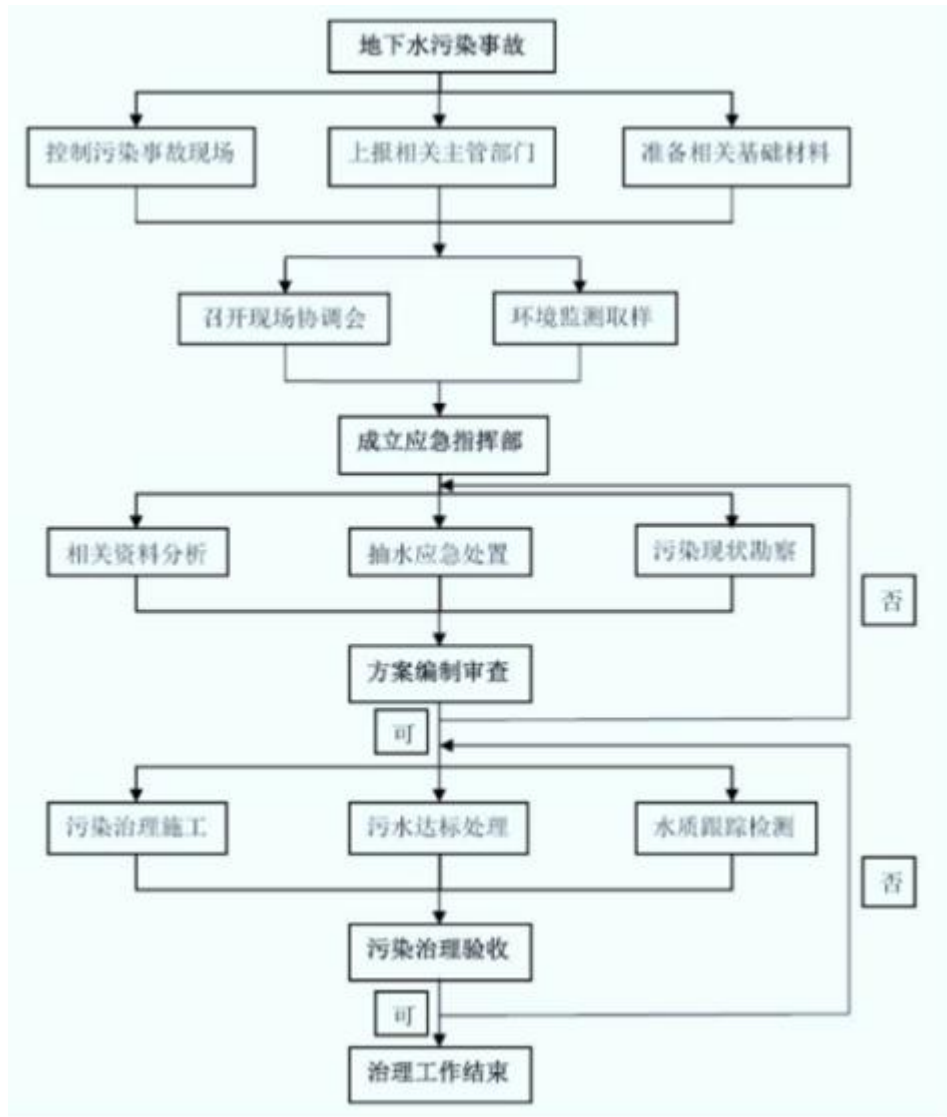 地下水污染事故
控制污染事故现场
上报相关主管部门
准备相关基础材料
召开现场协调会
环境监测取样
成立应急指挥部
相关资料分析
抽水应急处置
污染现状勘察
否
方案编制审查
可
污染治理施工
污水达标处理
水质跟踪检测
否
污染治理验收
可
治理工作结束